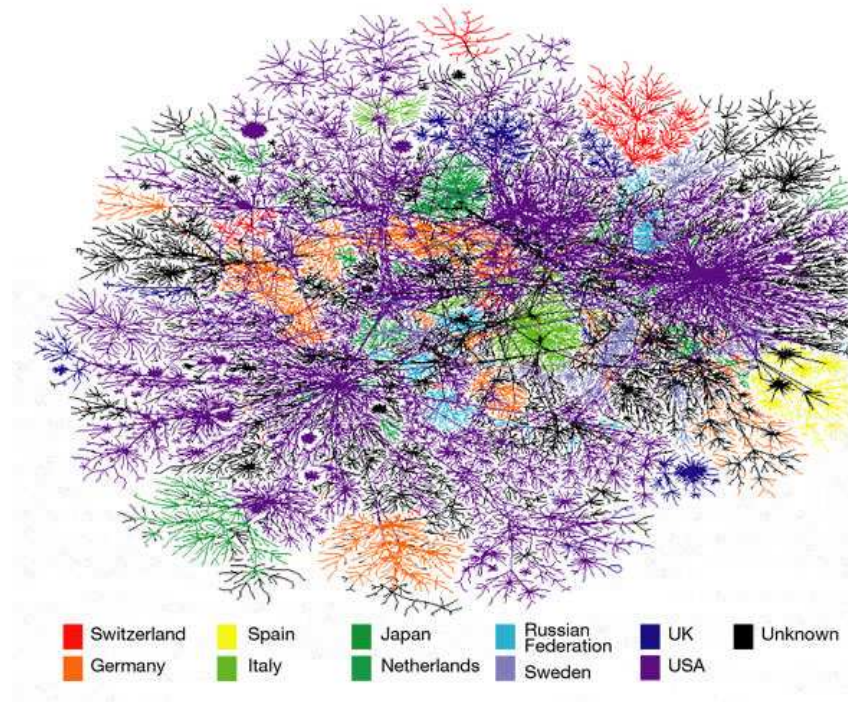 Switzerland
Spain
Japan
Russian
Federation
UK
Unknown
Germany
Italy
Netherlands
Sweden
USA